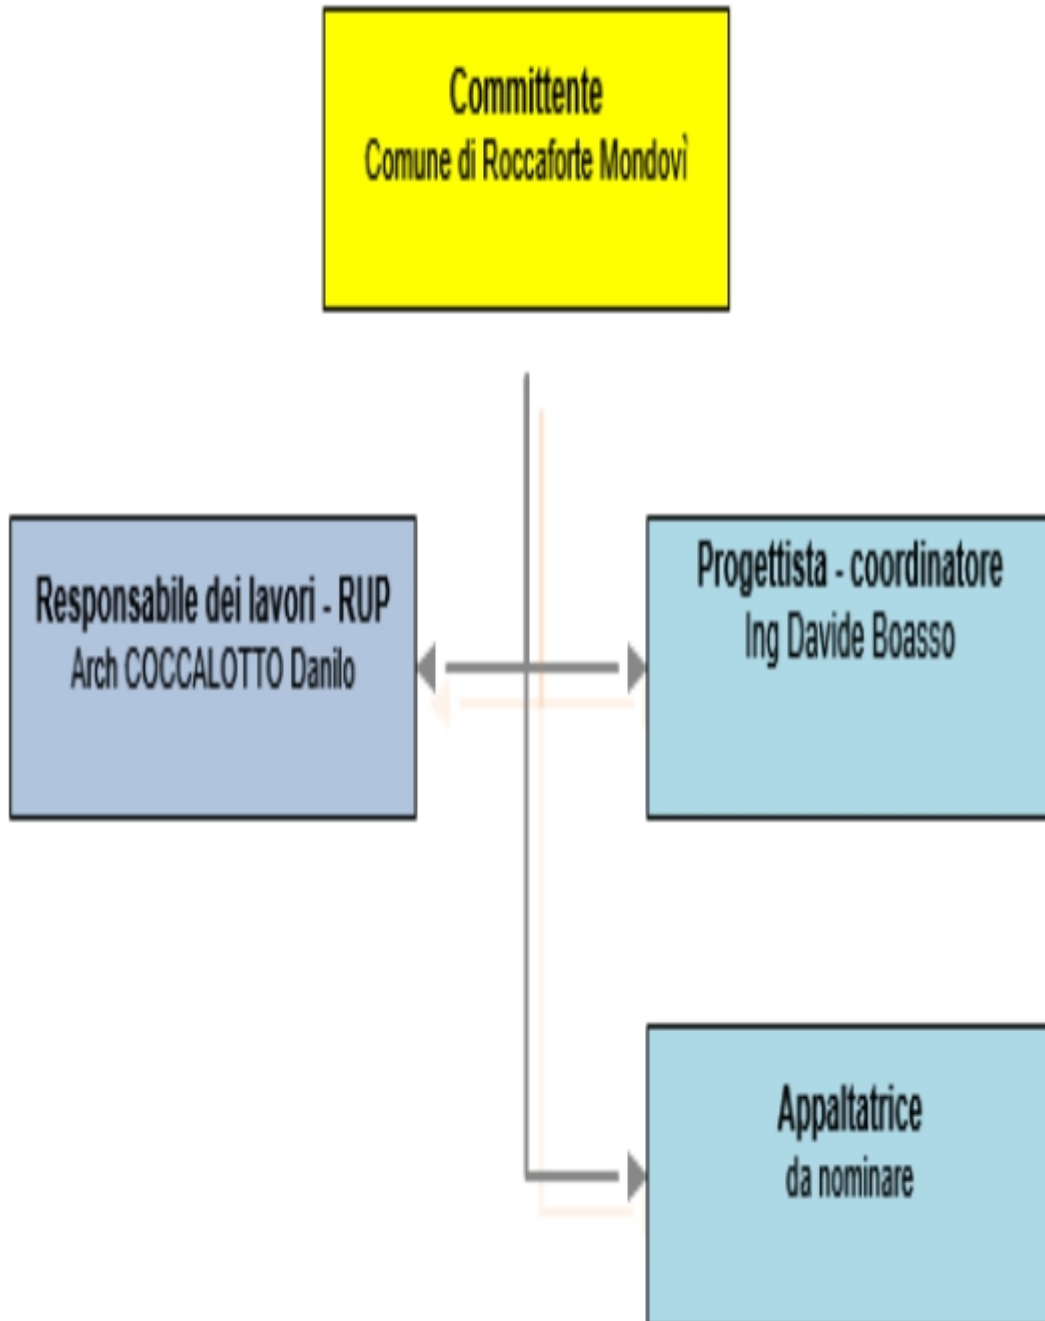 Committente
Comune di Roccaforte Mondovì
Responsabile dei lavori - RUP
Arch COCCALOTTO Danilo
Progettista - coordinatore
Ing Davide Boasso
Appaltatrice
da nominare